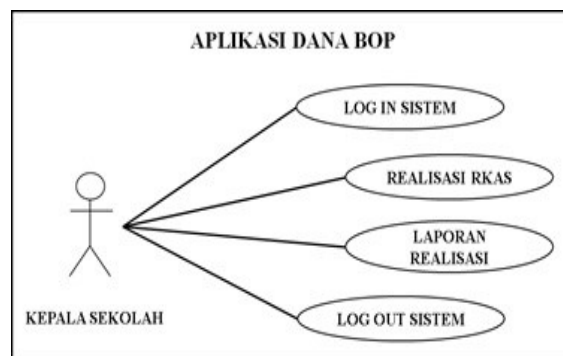 APLIKASI DANA BOP
LOG IN SISTEM
REALISASI RKAS
LAPORAN
REALISASI
LOG OUT SISTEM
KEPALA SEKOLAH